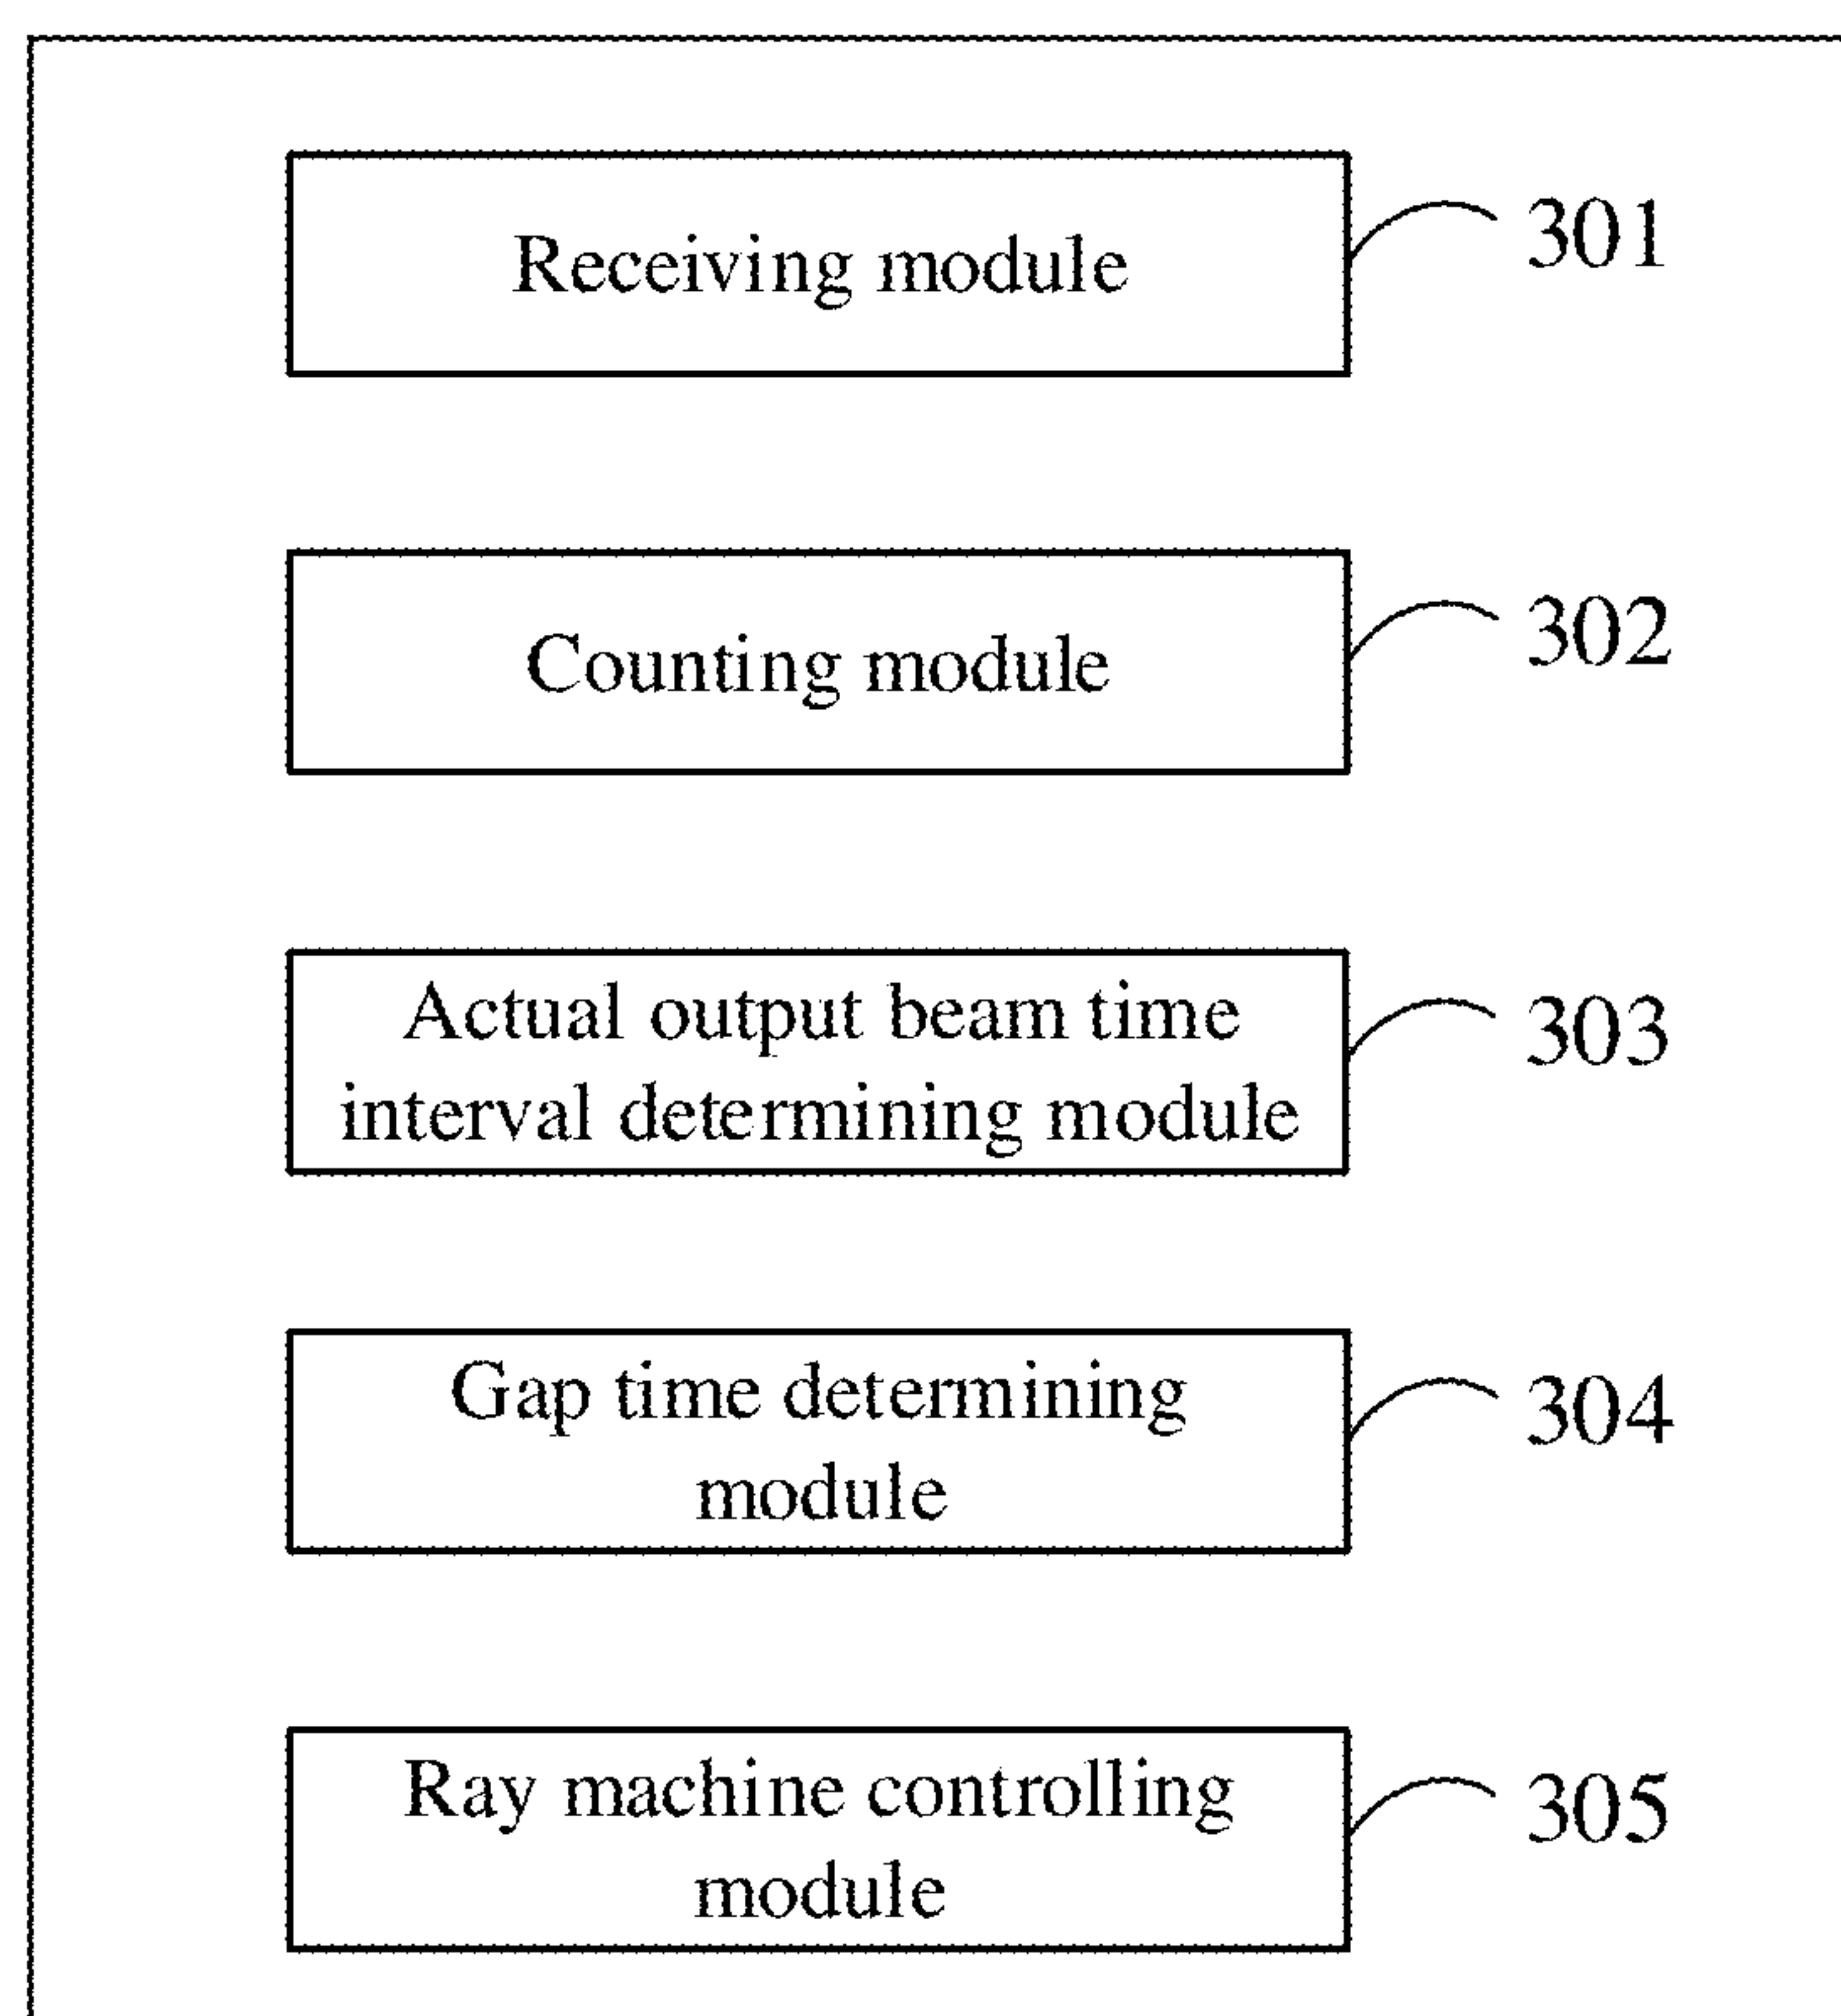 Receiving module
301
Counting module
302
Actual output beam time
interval determining module
303
Gap time determining
module
304
Ray machine controlling
module
305